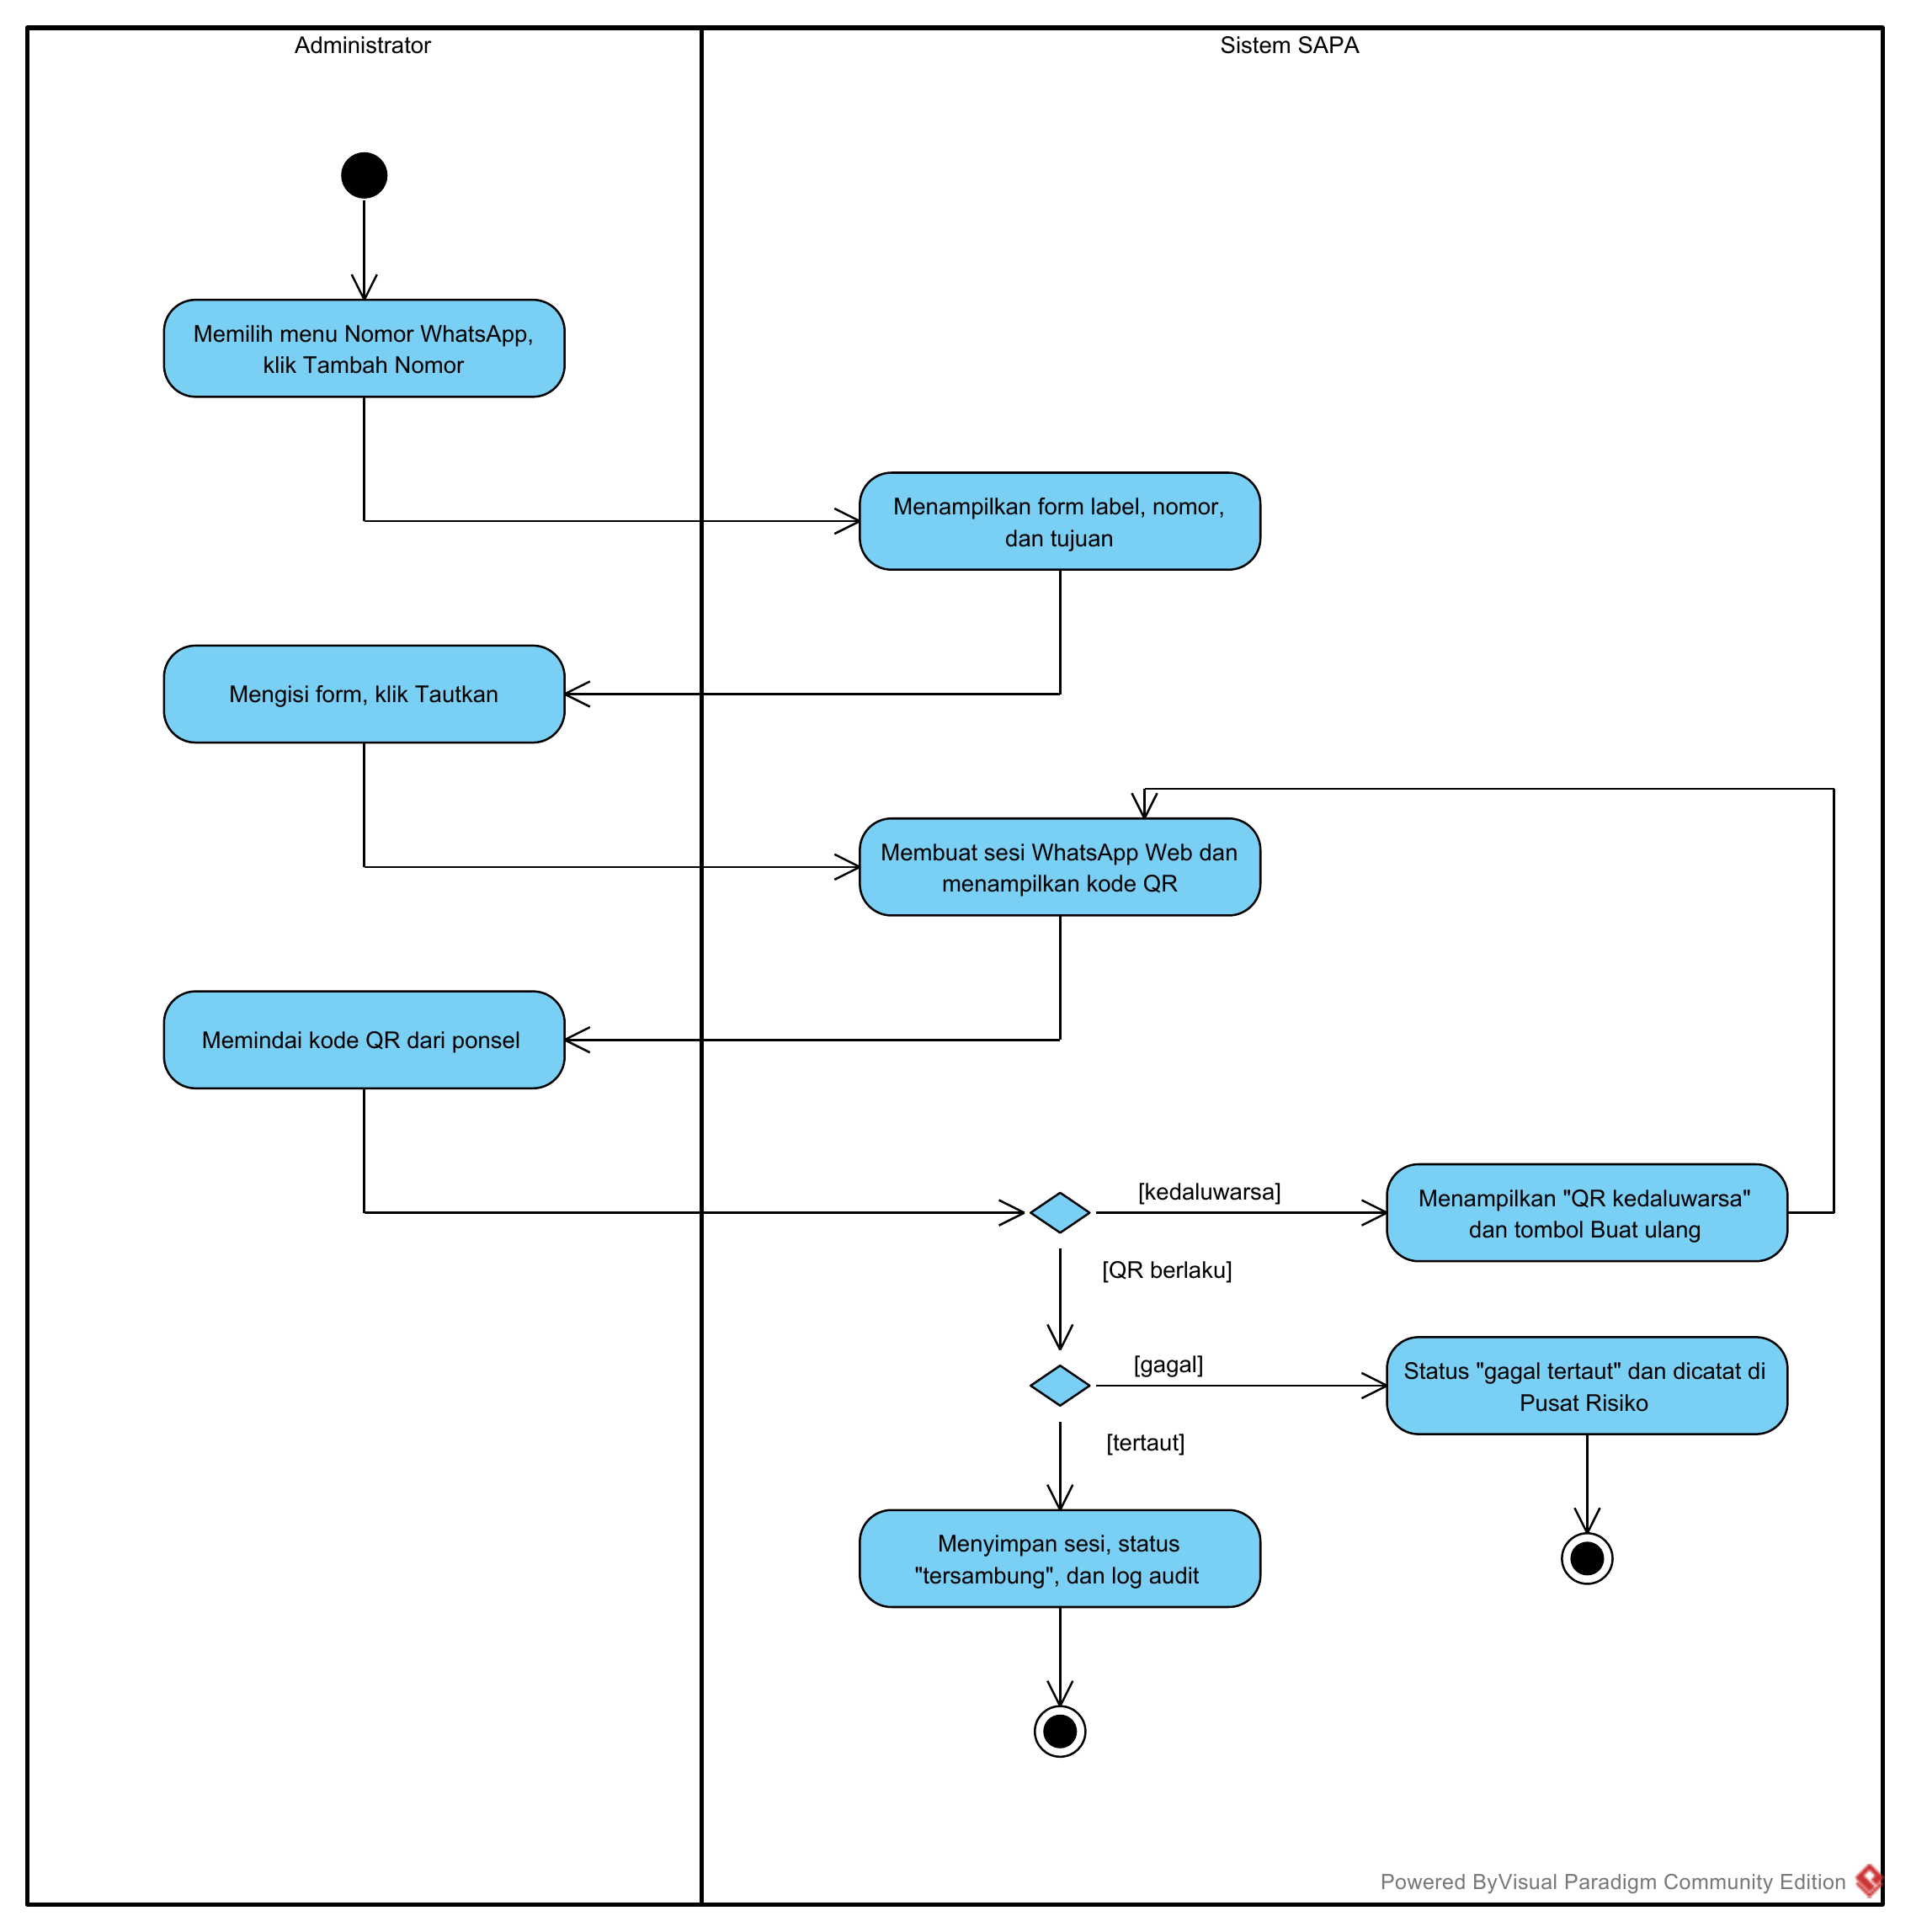 Administrator
Sistem SAPA
Memilih menu Nomor WhatsApp,
klik Tambah Nomor
Menampilkan form label, nomor,
dan tujuan
Mengisi form, klik Tautkan
Membuat sesi WhatsApp Web dan
menampilkan kode QR
Memindai kode QR dari ponsel
[kedaluwarsa]
Menampilkan "QR kedaluwarsa"
dan tombol Buat ulang
[QR berlaku]
[gagal]
Status "gagal tertaut" dan dicatat di
Pusat Risiko
[tertaut]
Menyimpan sesi, status
"tersambung", dan log audit
Powered ByVisual Paradigm Community Edition